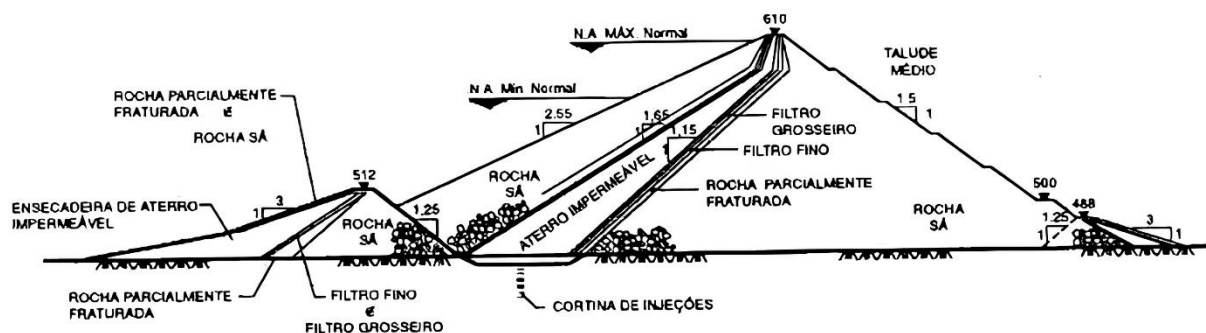 610
N.A MÁX. Normal
TALUDE
MÉDIO
N.A Mín Normal
ROCHA PARCIALMENTE
FRATURADA E
ROCHA SÃ
2.55
1
1.65
1
1,15
1
1 5
1
FILTRO
GROSSEIRO
FILTRO FINO
512
ROCHA
SÃ
ATERRO IMPERMEÁVEL
ROCHA PARCIALMENTE
FRATURADA
500
488
ENSECADEIRA DE ATERRO
IMPERMEÁVEL
3
1
ROCHA
SÃ
1,25
ROCHA
SÃ
1.25
1
3
1
ROCHA PARCIALMENTE
FRATURADA
FILTRO FINO
E
FILTRO GROSSEIRO
CORTINA DE INJEÇÕES